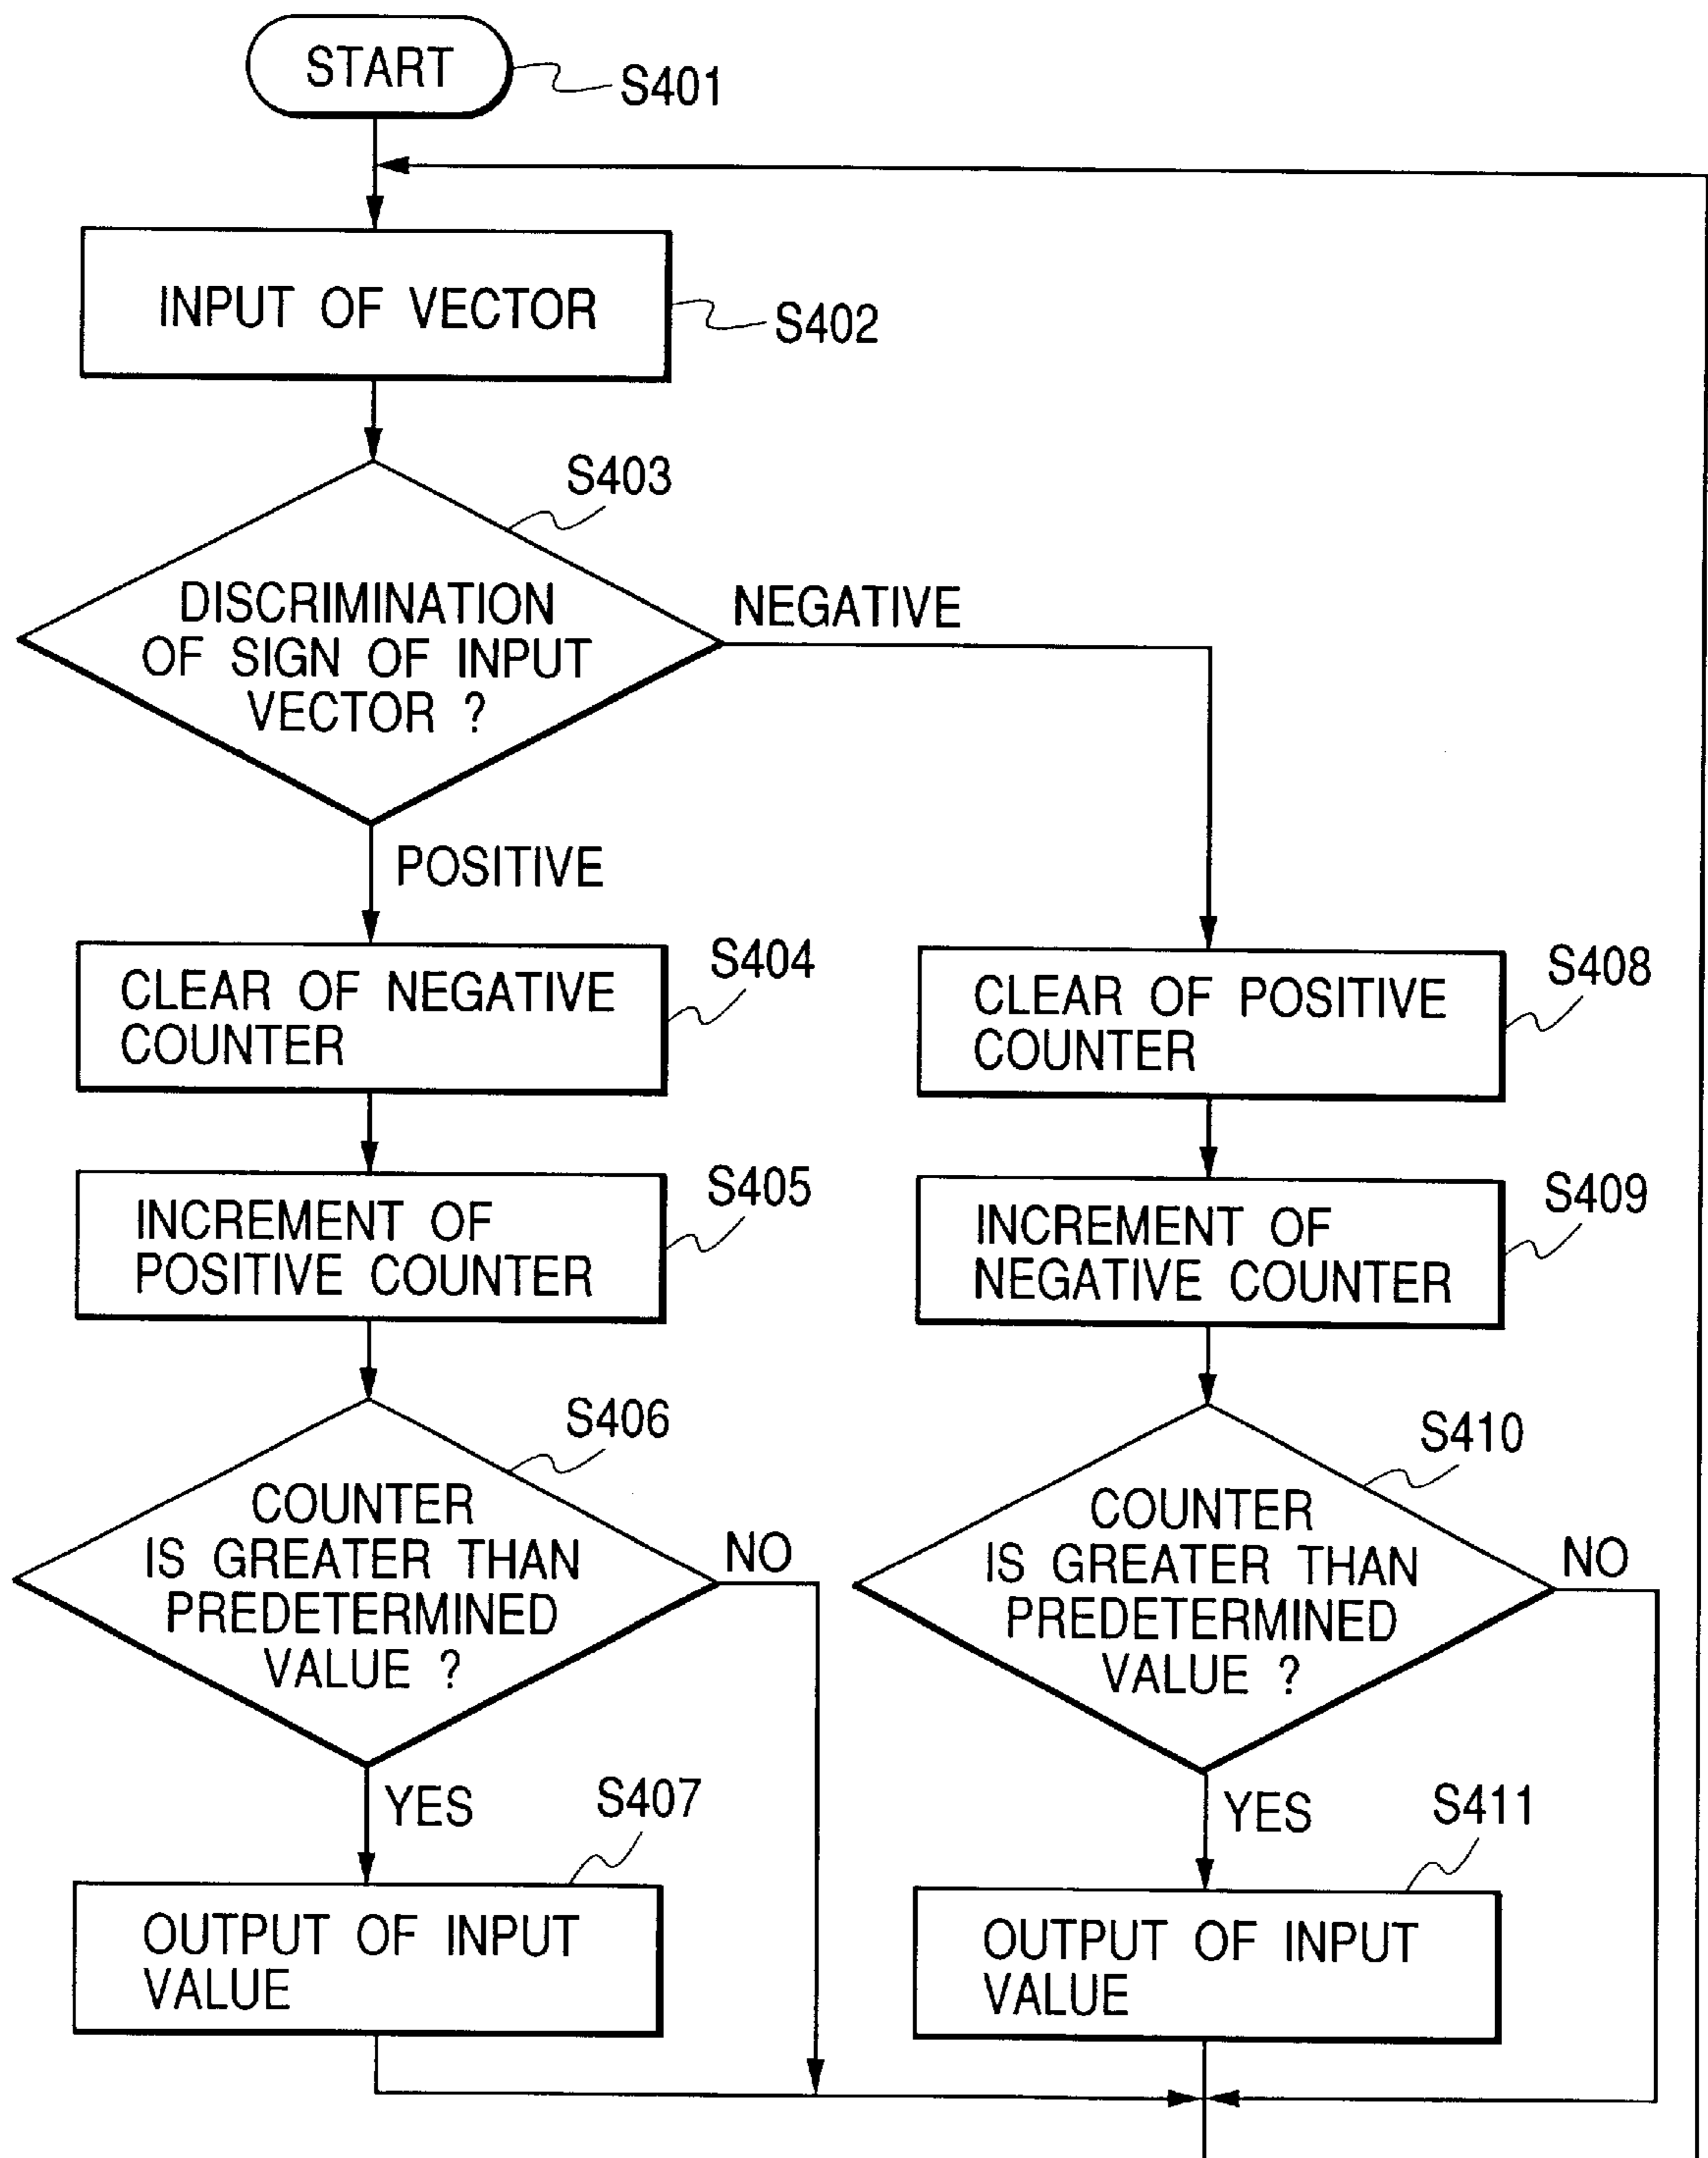 START
S401
INPUT OF VECTOR
S402
S403
DISCRIMINATION
OF SIGN OF INPUT
VECTOR ?
NEGATIVE
POSITIVE
S404
CLEAR OF NEGATIVE
COUNTER
S408
CLEAR OF POSITIVE
COUNTER
S405
INCREMENT OF
POSITIVE COUNTER
S409
INCREMENT OF
NEGATIVE COUNTER
S406
COUNTER
IS GREATER THAN
PREDETERMINED
VALUE ?
NO
YES
S410
COUNTER
IS GREATER THAN
PREDETERMINED
VALUE ?
NO
YES
S407
OUTPUT OF INPUT
VALUE
S411
OUTPUT OF INPUT
VALUE